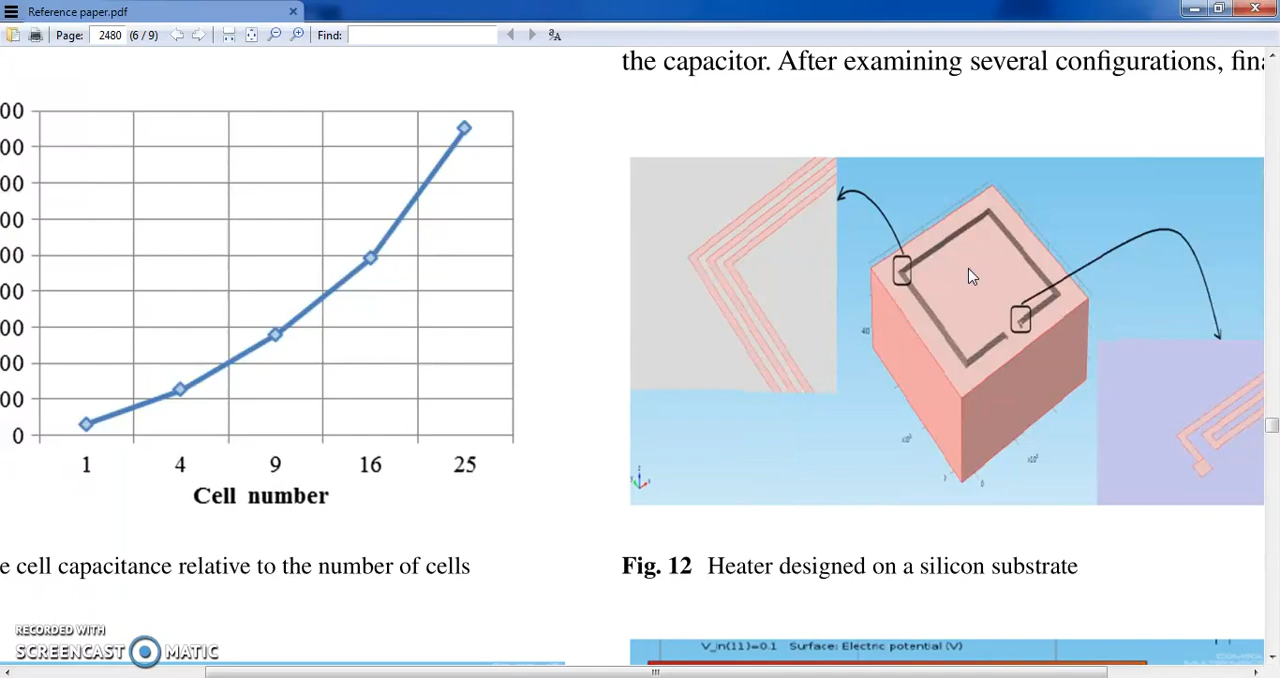 Reference paper.pdf
Page: 2480 (6 / 9) Find:
the capacitor. After examining several configurations, fina
00
00
00
00
00
00
00
00
00
0
1 4 9 16 25
Cell number
e cell capacitance relative to the number of cells
40
x10³
x10³
Fig. 12 Heater designed on a silicon substrate
RECORDED WITH
SCREENCAST MATIC
V_in(11)=0.1 Surface: Electric potential (V)